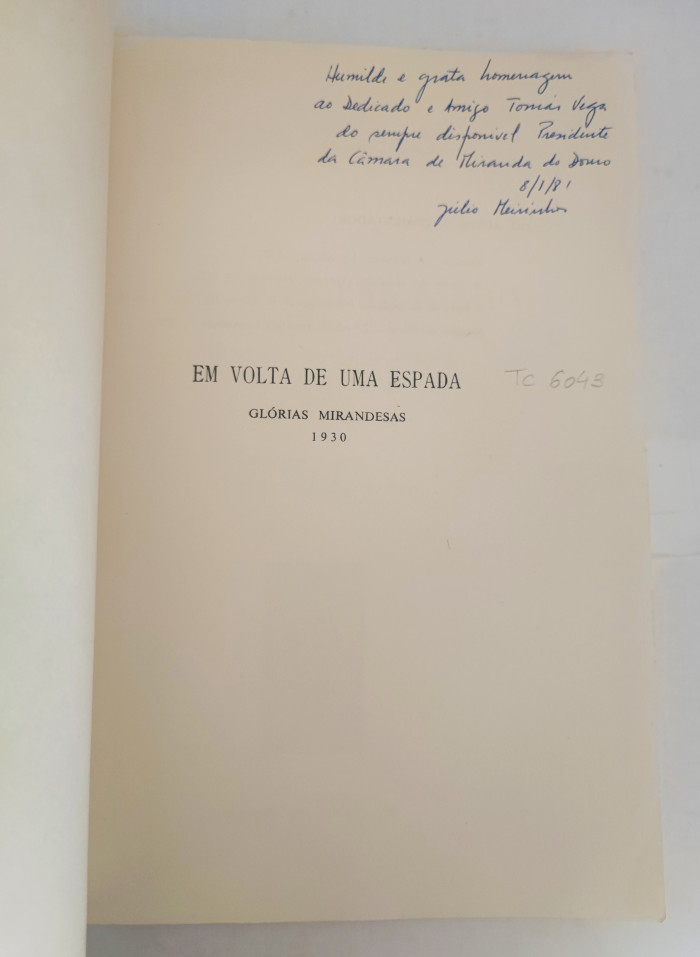 Humilde e grata homenagem
ao Dedicado e Amigo Tomás Vega
do sempre disponivel Presidente
da Câmara de Miranda do Douro
8/1/81
Júlio Meirinhos
EM VOLTA DE UMA ESPADA
TC 6043
GLÓRIAS MIRANDESAS
1930